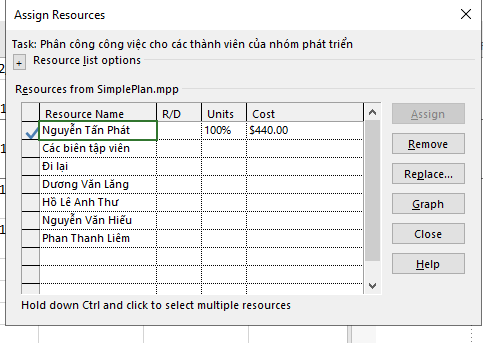 Assign Resources
Task: Phân công công việc cho các thành viên của nhóm phát triển
+ Resource list options
Resources from SimplePlan.mpp
Resource Name R/D Units Cost
Nguyễn Tấn Phát 100% $440.00
Các biên tập viên
Đi lại
Dương Văn Lăng
Hồ Lê Anh Thư
Nguyễn Văn Hiếu
Phan Thanh Liêm
Assign
Remove
Replace...
Graph
Close
Help
Hold down Ctrl and click to select multiple resources